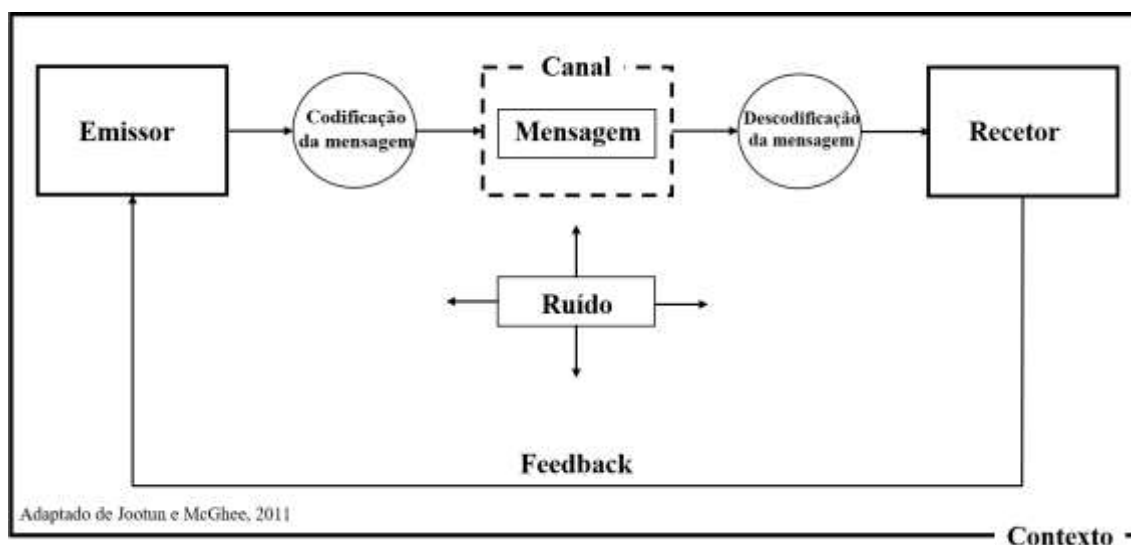 Canal
Emissor
Codificação
da mensagem
Mensagem
Descodificação
da mensagem
Recetor
Ruído
Feedback
Adaptado de Jootun e McGhee, 2011
Contexto